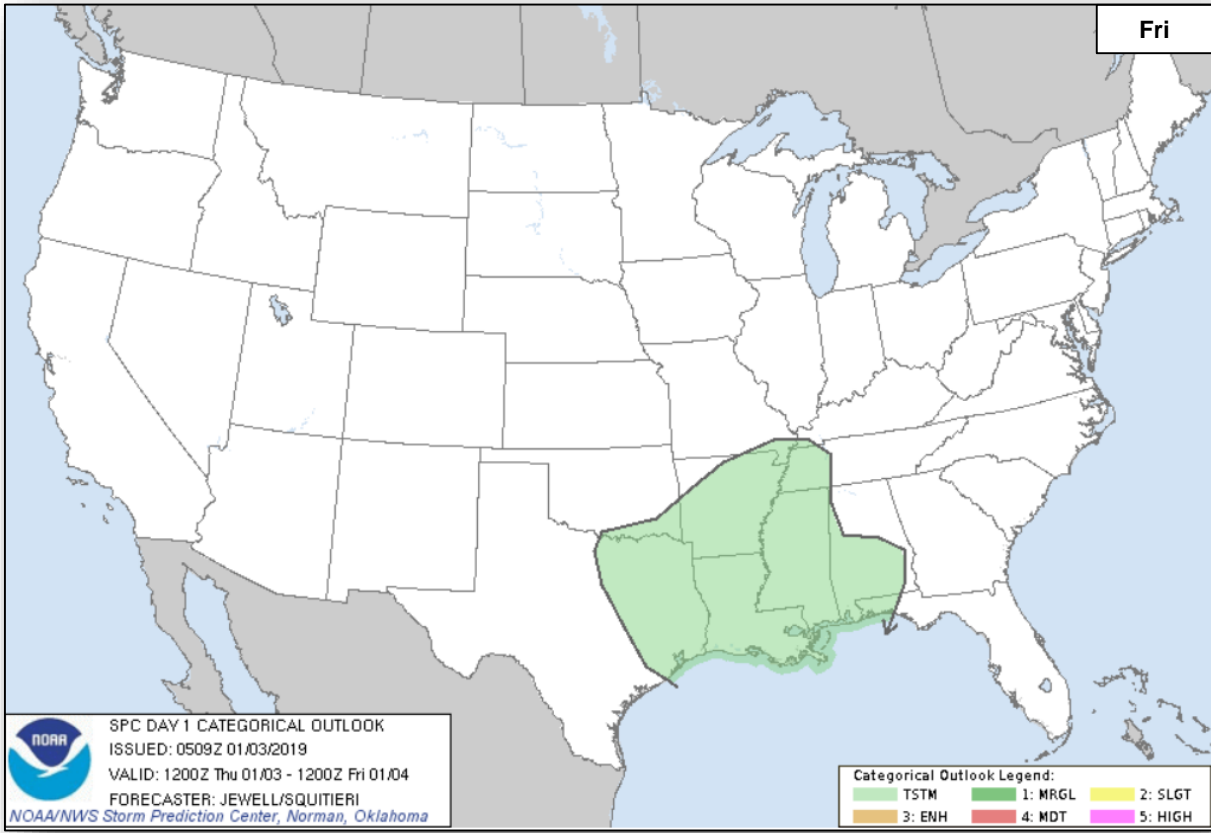 Fri
NOAA
SPC DAY 1 CATEGORICAL OUTLOOK
ISSUED: 0509Z 01/03/2019
VALID: 1200Z Thu 01/03 - 1200Z Fri 01/04
FORECASTER: JEWELL/SQUITIERI
NOAA/NWS Storm Prediction Center, Norman, Oklahoma
Categorical Outlook Legend:
TSTM 1: MRGL 2: SLGT
3: ENH 4: MDT 5: HIGH